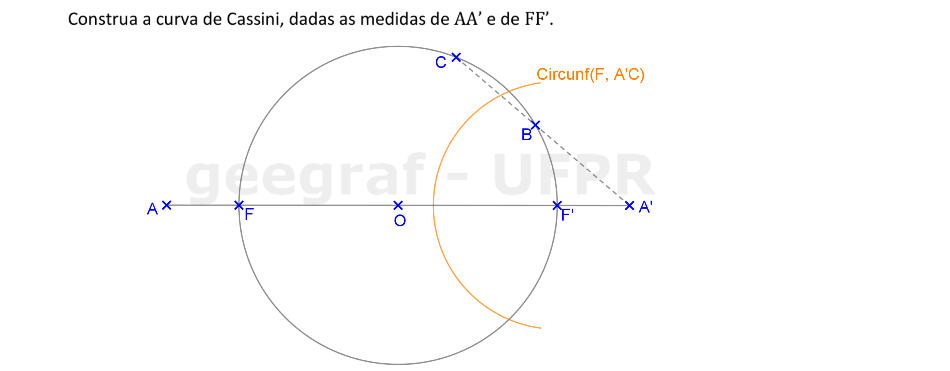 Construa a curva de Cassini, dadas as medidas de AA’ e de FF’.
C
Circunf(F, A'C)
B
geegraf - UFPR
A
F
O
F'
A'